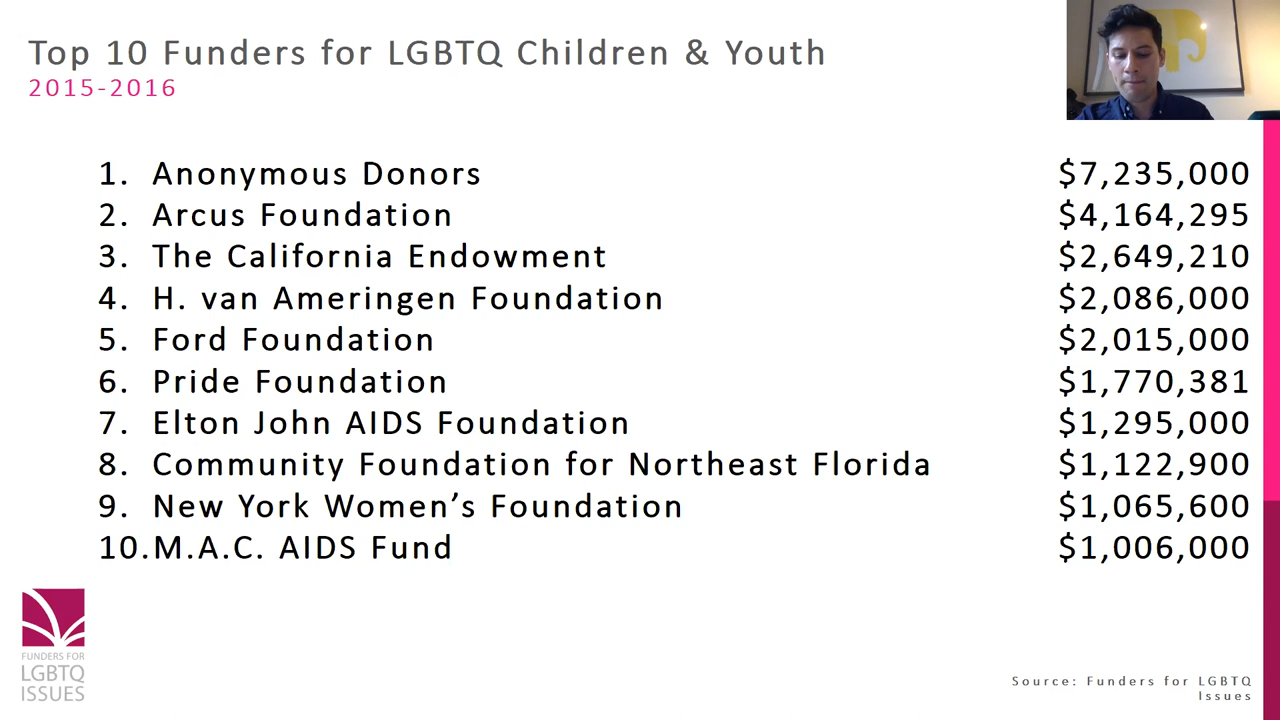 Top 10 Funders for LGBTQ Children & Youth
2015-2016
1. Anonymous Donors $7,235,000
2. Arcus Foundation $4,164,295
3. The California Endowment $2,649,210
4. H. van Ameringen Foundation $2,086,000
5. Ford Foundation $2,015,000
6. Pride Foundation $1,770,381
7. Elton John AIDS Foundation $1,295,000
8. Community Foundation for Northeast Florida $1,122,900
9. New York Women’s Foundation $1,065,600
10. M.A.C. AIDS Fund $1,006,000
FUNDERS FOR
LGBTQ
ISSUES
Source: Funders for LGBTQ
Issues